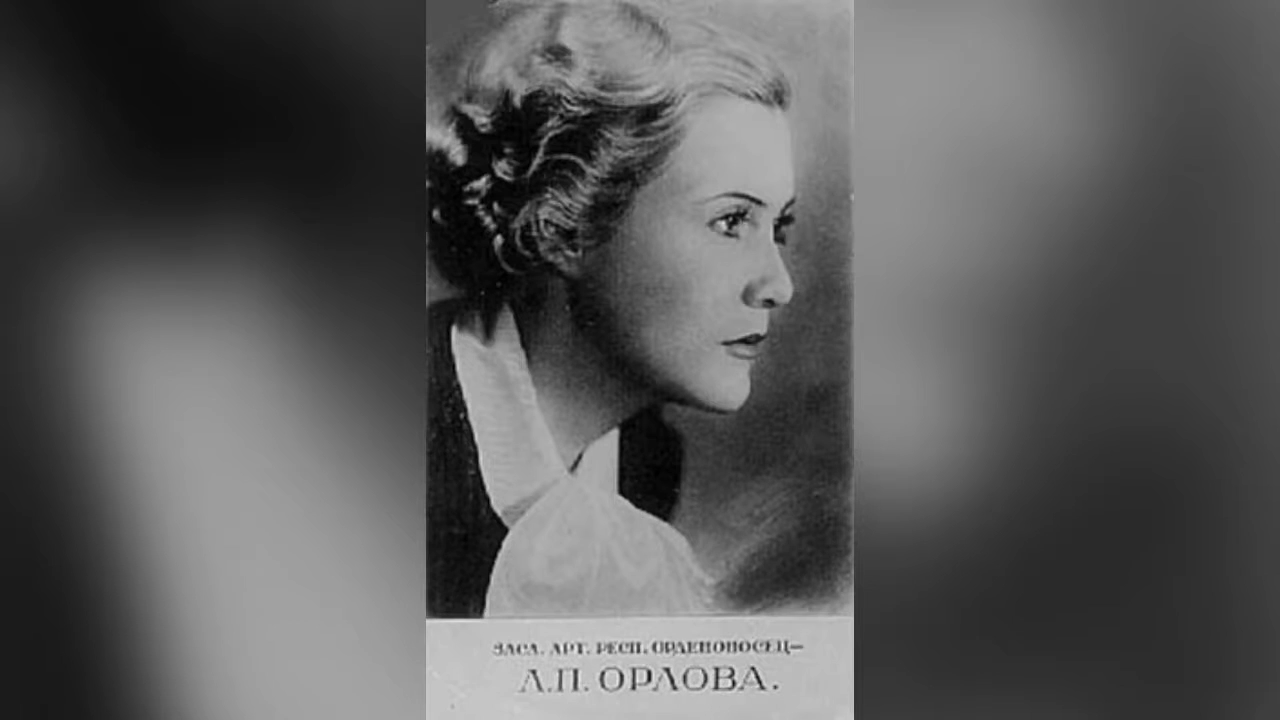 ЗАСЛ. АРТ. РЕСП. ОРДЕНОНОСЕЦ—
Л.П. ОРЛОВА.